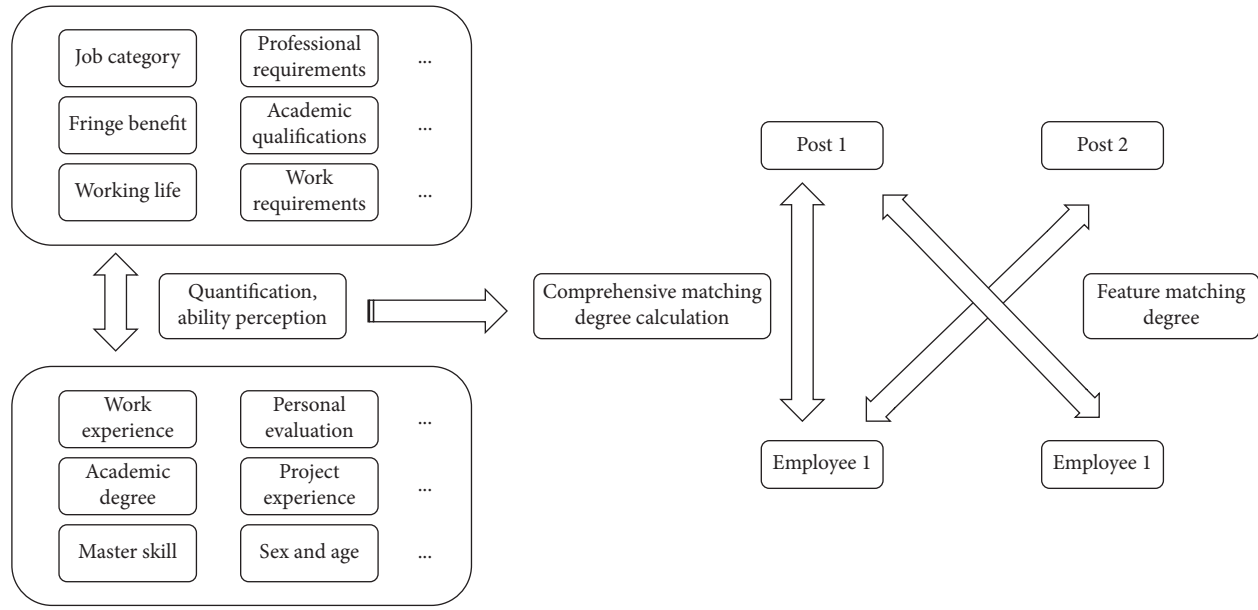 Job category
Professional
requirements
...
Fringe benefit
Academic
qualifications
...
Working life
Work
requirements
...
Quantification,
ability perception
Work
experience
Personal
evaluation
...
Academic
degree
Project
experience
...
Master skill
Sex and age
...
Comprehensive matching
degree calculation
Post 1
Post 2
Feature matching
degree
Employee 1
Employee 1